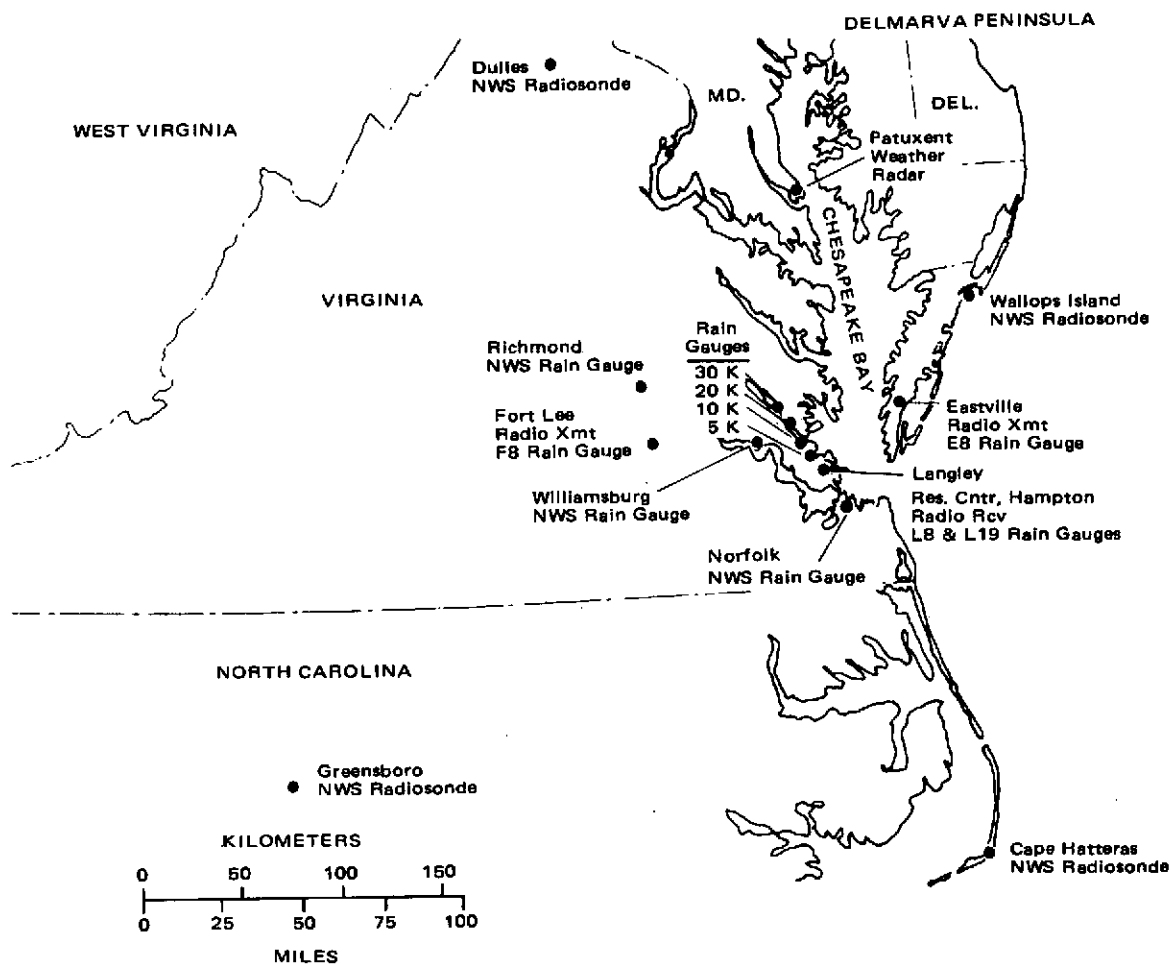 DELMARVA PENINSULA
Dulles
NWS Radiosonde
MD.
DEL.
WEST VIRGINIA
Patuxent
Weather
Radar
CHESAPEAKE BAY
VIRGINIA
Wallops Island
NWS Radiosonde
Rain
Gauges
30 K
20 K
10 K
5 K
Richmond
NWS Rain Gauge
Fort Lee
Radio Xmt
F8 Rain Gauge
Eastville
Radio Xmt
E8 Rain Gauge
Langley
Res. Cntr, Hampton
Radio Rcv
L8 & L19 Rain Gauges
Williamsburg
NWS Rain Gauge
Norfolk
NWS Rain Gauge
NORTH CAROLINA
Greensboro
NWS Radiosonde
Cape Hatteras
NWS Radiosonde
KILOMETERS
0 50 100 150
0 25 50 75 100
MILES